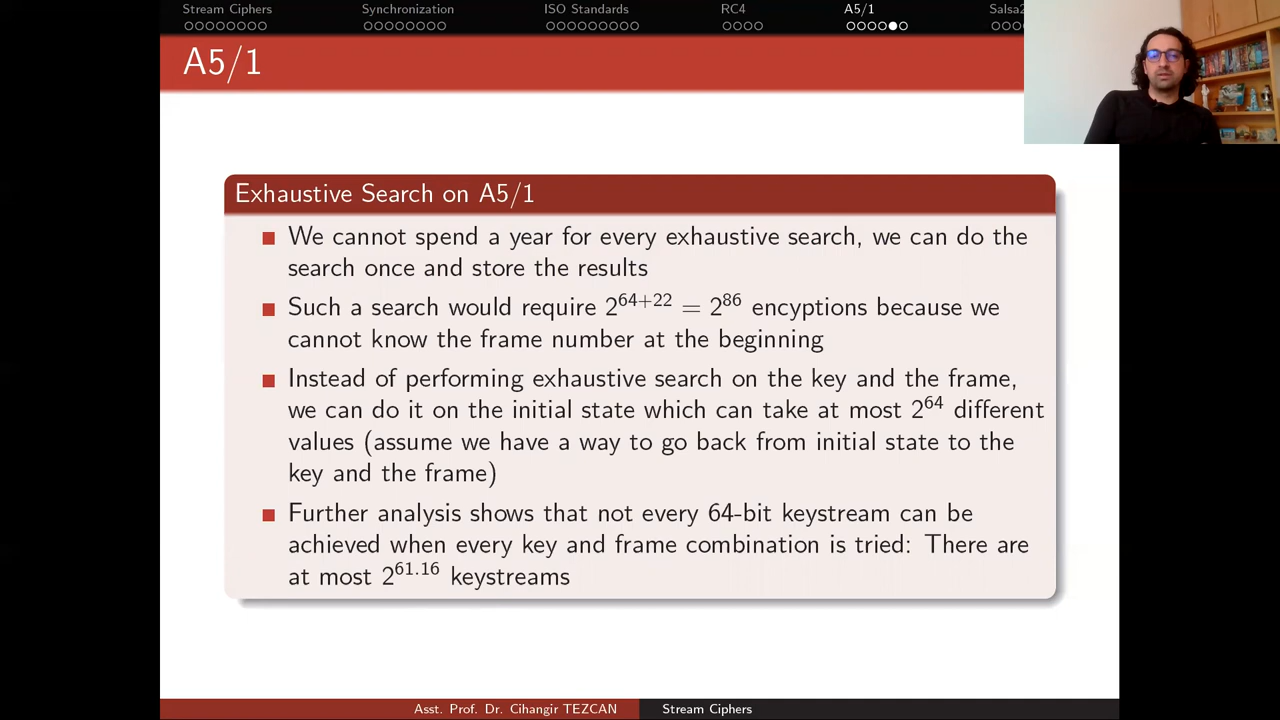 Stream Ciphers Synchronization ISO Standards RC4 A5/1 Salsa2
A5/1
Exhaustive Search on A5/1
We cannot spend a year for every exhaustive search, we can do the
search once and store the results
Such a search would require 2^64+22 = 2^86 encyptions because we
cannot know the frame number at the beginning
Instead of performing exhaustive search on the key and the frame,
we can do it on the initial state which can take at most 2^64 different
values (assume we have a way to go back from initial state to the
key and the frame)
Further analysis shows that not every 64-bit keystream can be
achieved when every key and frame combination is tried: There are
at most 2^61.16 keystreams
Asst. Prof. Dr. Cihangir TEZCAN Stream Ciphers